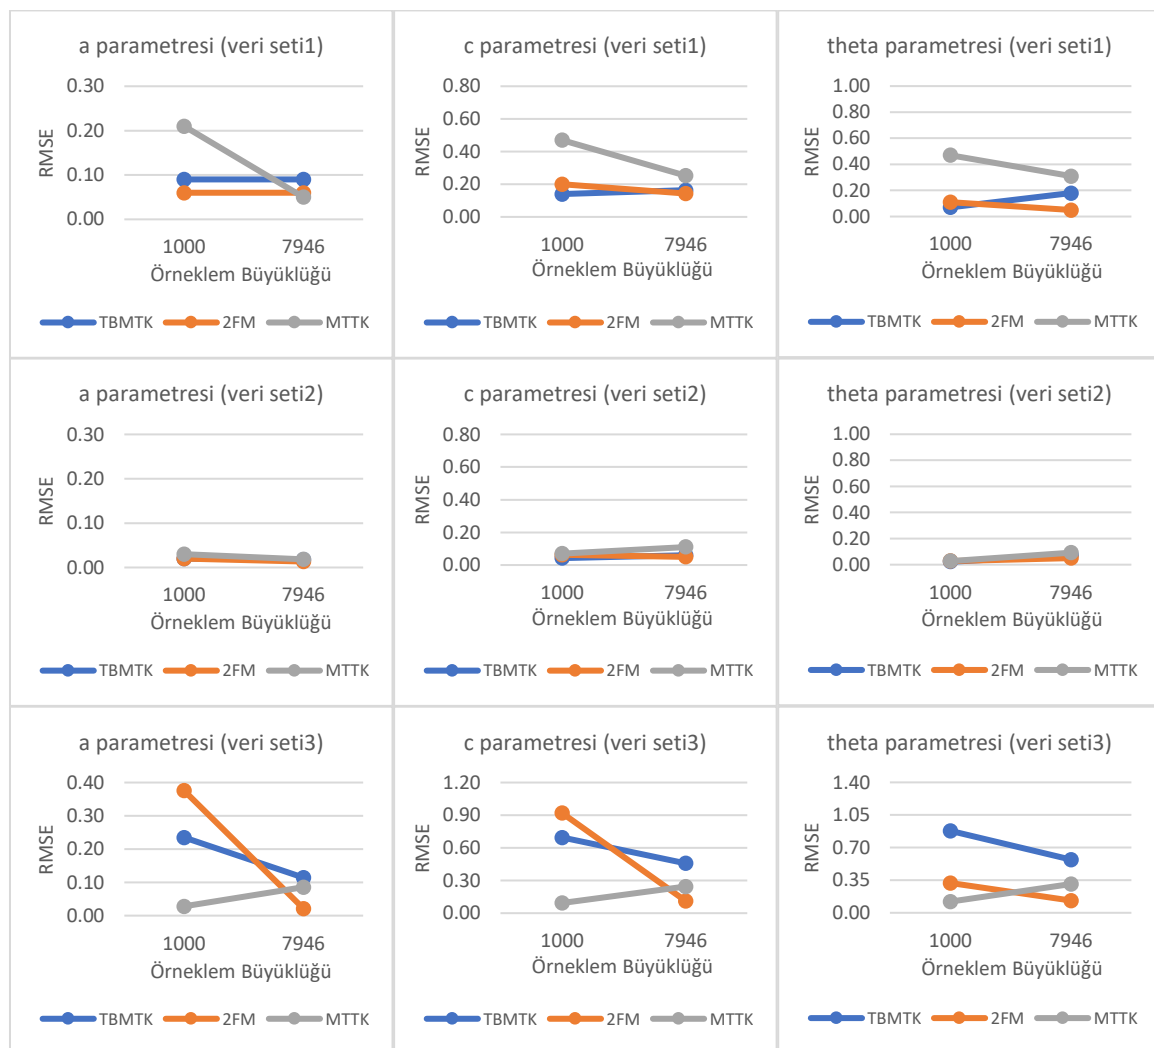 a parametresi (veri seti1)
0.30
0.20
0.10
0.00
RMSE
1000 7946
Örneklem Büyüklüğü
TBMTK 2FM MTTK
c parametresi (veri seti1)
0.80
0.60
0.40
0.20
0.00
RMSE
1000 7946
Örneklem Büyüklüğü
TBMTK 2FM MTTK
theta parametresi (veri seti1)
1.00
0.80
0.60
0.40
0.20
0.00
RMSE
1000 7946
Örneklem Büyüklüğü
TBMTK 2FM MTTK
a parametresi (veri seti2)
0.30
0.20
0.10
0.00
RMSE
1000 7946
Örneklem Büyüklüğü
TBMTK 2FM MTTK
c parametresi (veri seti2)
0.80
0.60
0.40
0.20
0.00
RMSE
1000 7946
Örneklem Büyüklüğü
TBMTK 2FM MTTK
theta parametresi (veri seti2)
1.00
0.80
0.60
0.40
0.20
0.00
RMSE
1000 7946
Örneklem Büyüklüğü
TBMTK 2FM MTTK
a parametresi (veri seti3)
0.40
0.30
0.20
0.10
0.00
RMSE
1000 7946
Örneklem Büyüklüğü
TBMTK 2FM MTTK
c parametresi (veri seti3)
1.20
0.90
0.60
0.30
0.00
RMSE
1000 7946
Örneklem Büyüklüğü
TBMTK 2FM MTTK
theta parametresi (veri seti3)
1.40
1.05
0.70
0.35
0.00
RMSE
1000 7946
Örneklem Büyüklüğü
TBMTK 2FM MTTK